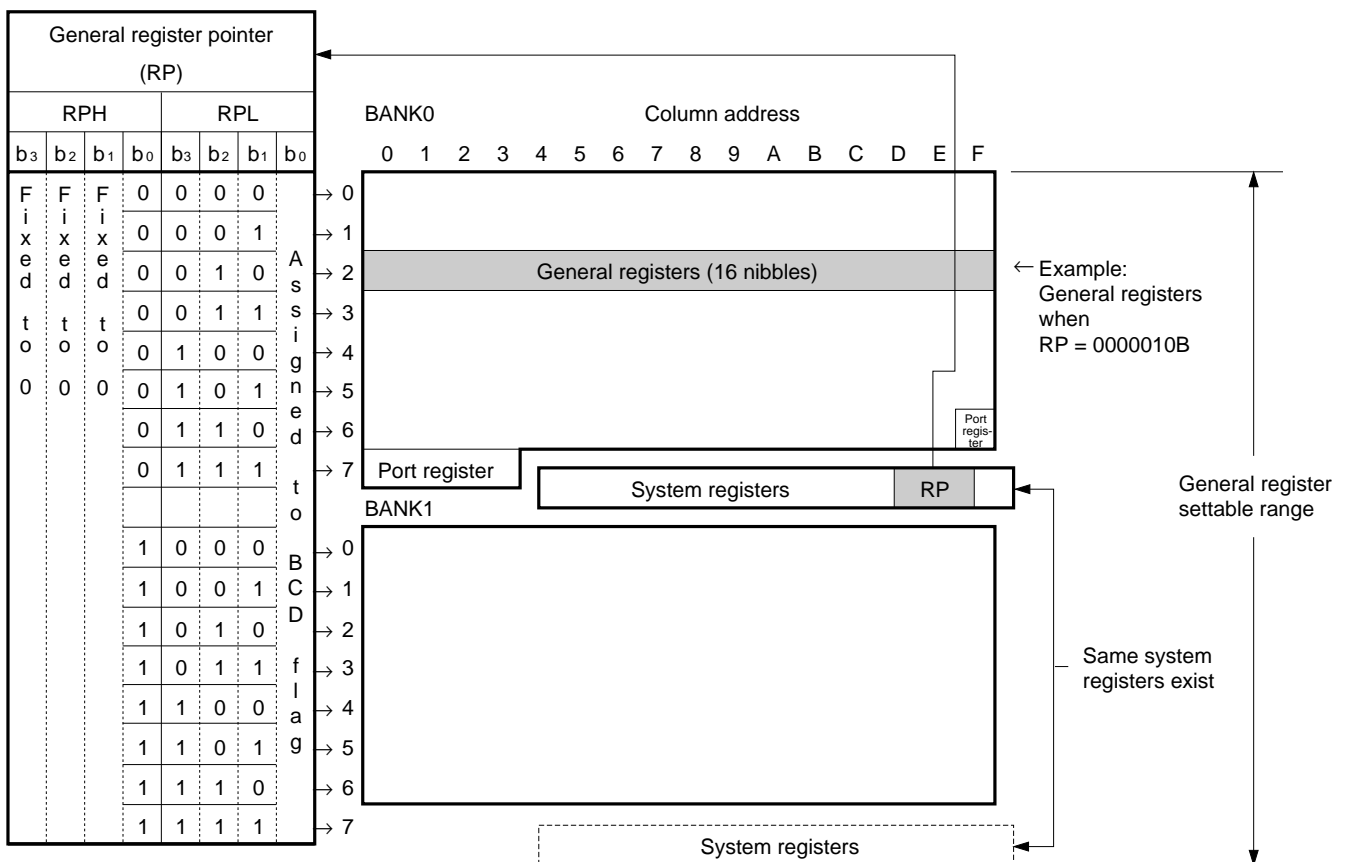 General register pointer
(RP)
RPH RPL
b3 b2 b1 b0 b3 b2 b1 b0
Fixed to 0
Fixed to 0
Fixed to 0
Assigned to BCD flag
BANK0
Column address
0 1 2 3 4 5 6 7 8 9 A B C D E F
0 0 0 0 → 0
0 0 0 1 → 1
0 0 1 0 → 2
General registers (16 nibbles)
0 0 1 1 → 3
0 1 0 0 → 4
0 1 0 1 → 5
0 1 1 0 → 6
0 1 1 1 → 7
Port
regis-
ter
Port register
System registers
RP
← Example:
General registers
when
RP = 0000010B
BANK1
1 0 0 0 → 0
1 0 0 1 → 1
1 0 1 0 → 2
1 0 1 1 → 3
1 1 0 0 → 4
1 1 0 1 → 5
1 1 1 0 → 6
1 1 1 1 → 7
System registers
Same system
registers exist
General register
settable range